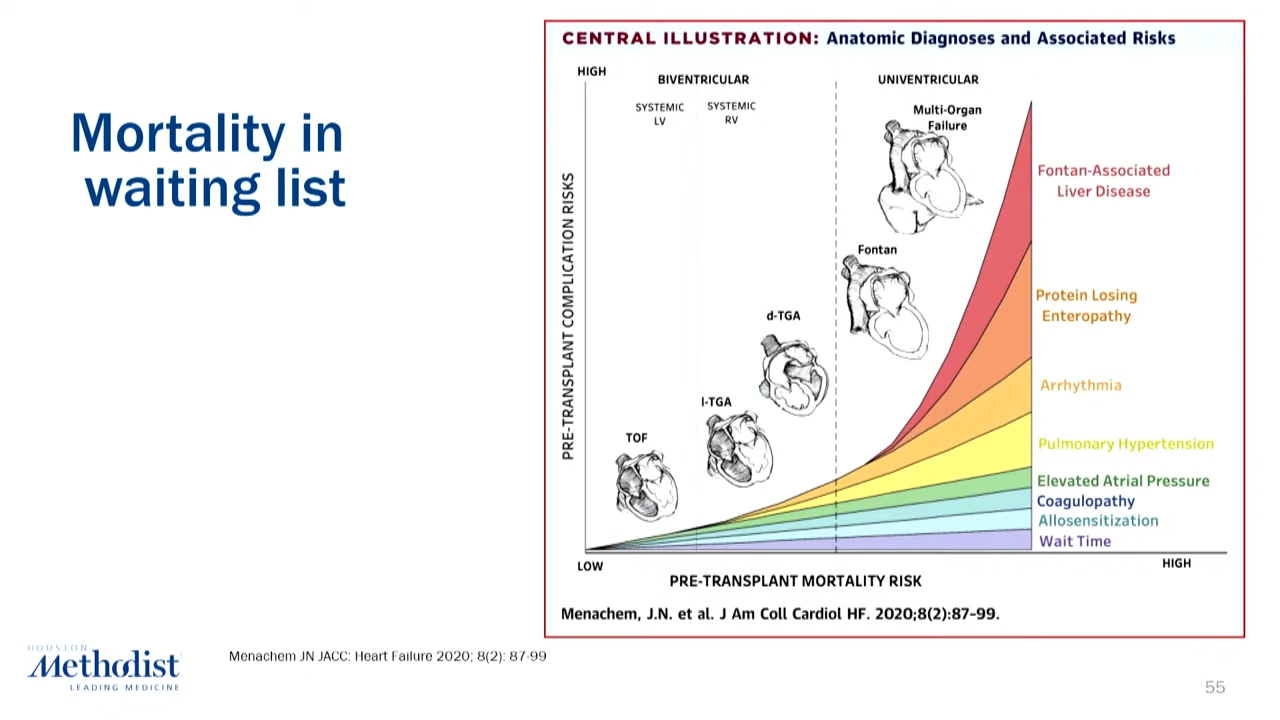 Mortality in
waiting list
CENTRAL ILLUSTRATION: Anatomic Diagnoses and Associated Risks
HIGH
BIVENTRICULAR
UNIVENTRICULAR
SYSTEMIC
LV
SYSTEMIC
RV
Multi-Organ
Failure
Fontan
d-TGA
l-TGA
TOF
PRE-TRANSPLANT COMPLICATION RISKS
Fontan-Associated
Liver Disease
Protein Losing
Enteropathy
Arrhythmia
Pulmonary Hypertension
Elevated Atrial Pressure
Coagulopathy
Allosensitization
Wait Time
LOW
HIGH
PRE-TRANSPLANT MORTALITY RISK
Menachem, J.N. et al. J Am Coll Cardiol HF. 2020;8(2):87–99.
HOUSTON
Methodist
LEADING MEDICINE
Menachem JN JACC: Heart Failure 2020; 8(2): 87-99
55